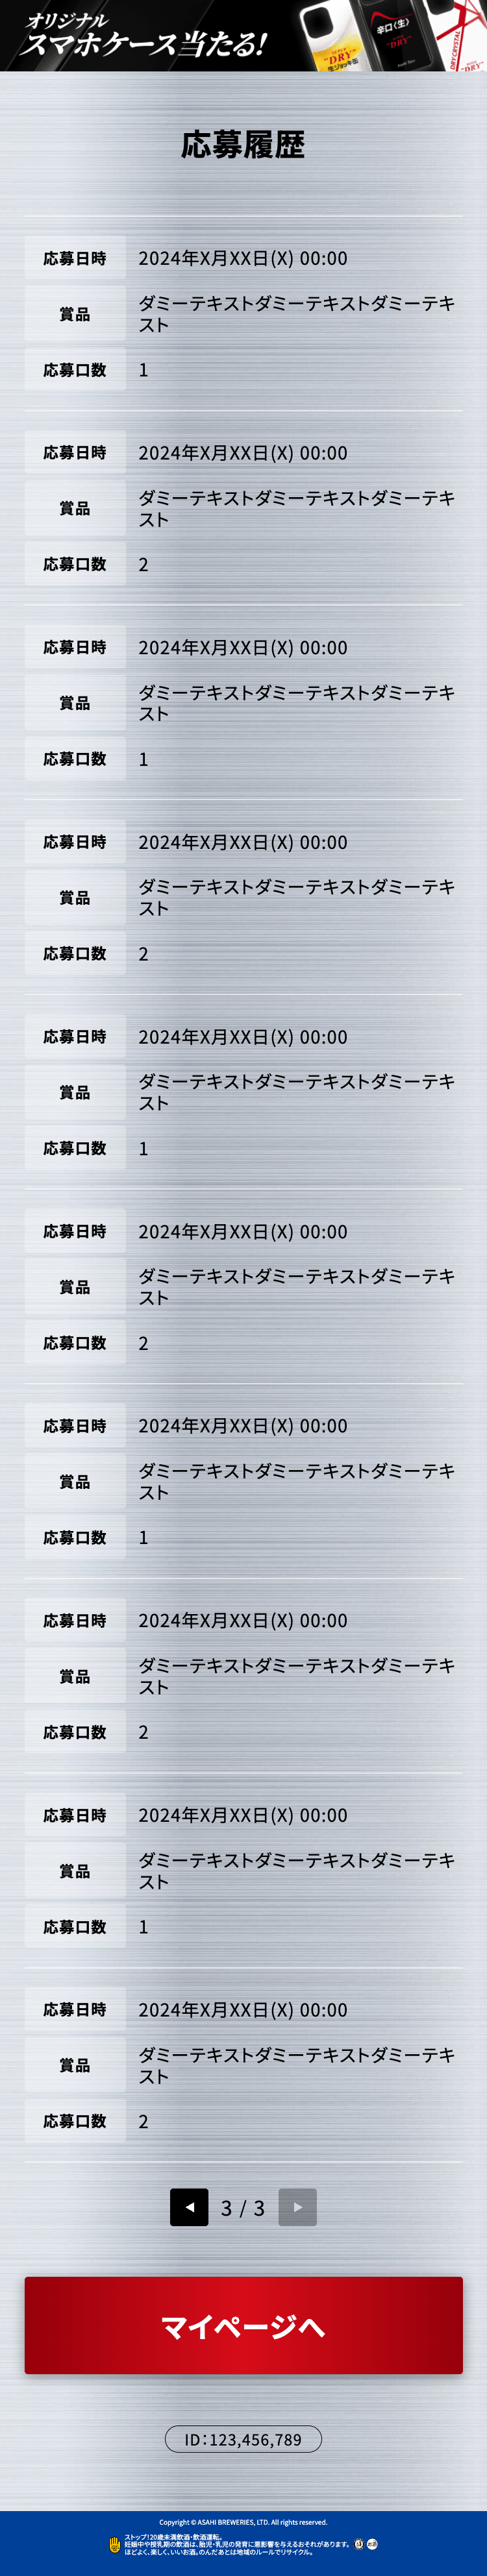 オリジナル
スマホケース当たる!
SUPER
"DRY"
生ジョッキ缶
辛口〈生〉
DRY CRYSTAL
"DRY"
応募履歴
応募日時 2024年X月XX日(X) 00:00
賞品 ダミーテキストダミーテキストダミーテキ
スト
応募口数 1
応募日時 2024年X月XX日(X) 00:00
賞品 ダミーテキストダミーテキストダミーテキ
スト
応募口数 2
応募日時 2024年X月XX日(X) 00:00
賞品 ダミーテキストダミーテキストダミーテキ
スト
応募口数 1
応募日時 2024年X月XX日(X) 00:00
賞品 ダミーテキストダミーテキストダミーテキ
スト
応募口数 2
応募日時 2024年X月XX日(X) 00:00
賞品 ダミーテキストダミーテキストダミーテキ
スト
応募口数 1
応募日時 2024年X月XX日(X) 00:00
賞品 ダミーテキストダミーテキストダミーテキ
スト
応募口数 2
応募日時 2024年X月XX日(X) 00:00
賞品 ダミーテキストダミーテキストダミーテキ
スト
応募口数 1
応募日時 2024年X月XX日(X) 00:00
賞品 ダミーテキストダミーテキストダミーテキ
スト
応募口数 2
応募日時 2024年X月XX日(X) 00:00
賞品 ダミーテキストダミーテキストダミーテキ
スト
応募口数 1
応募日時 2024年X月XX日(X) 00:00
賞品 ダミーテキストダミーテキストダミーテキ
スト
応募口数 2
3 / 3
マイページへ
ID：123,456,789
Copyright © ASAHI BREWERIES, LTD. All rights reserved.
ストップ!20歳未満飲酒・飲酒運転。
妊娠中や授乳期の飲酒は、胎児・乳児の発育に悪影響を与えるおそれがあります。
ほどよく、楽しく、いいお酒。のんだあとは地域のルールでリサイクル。